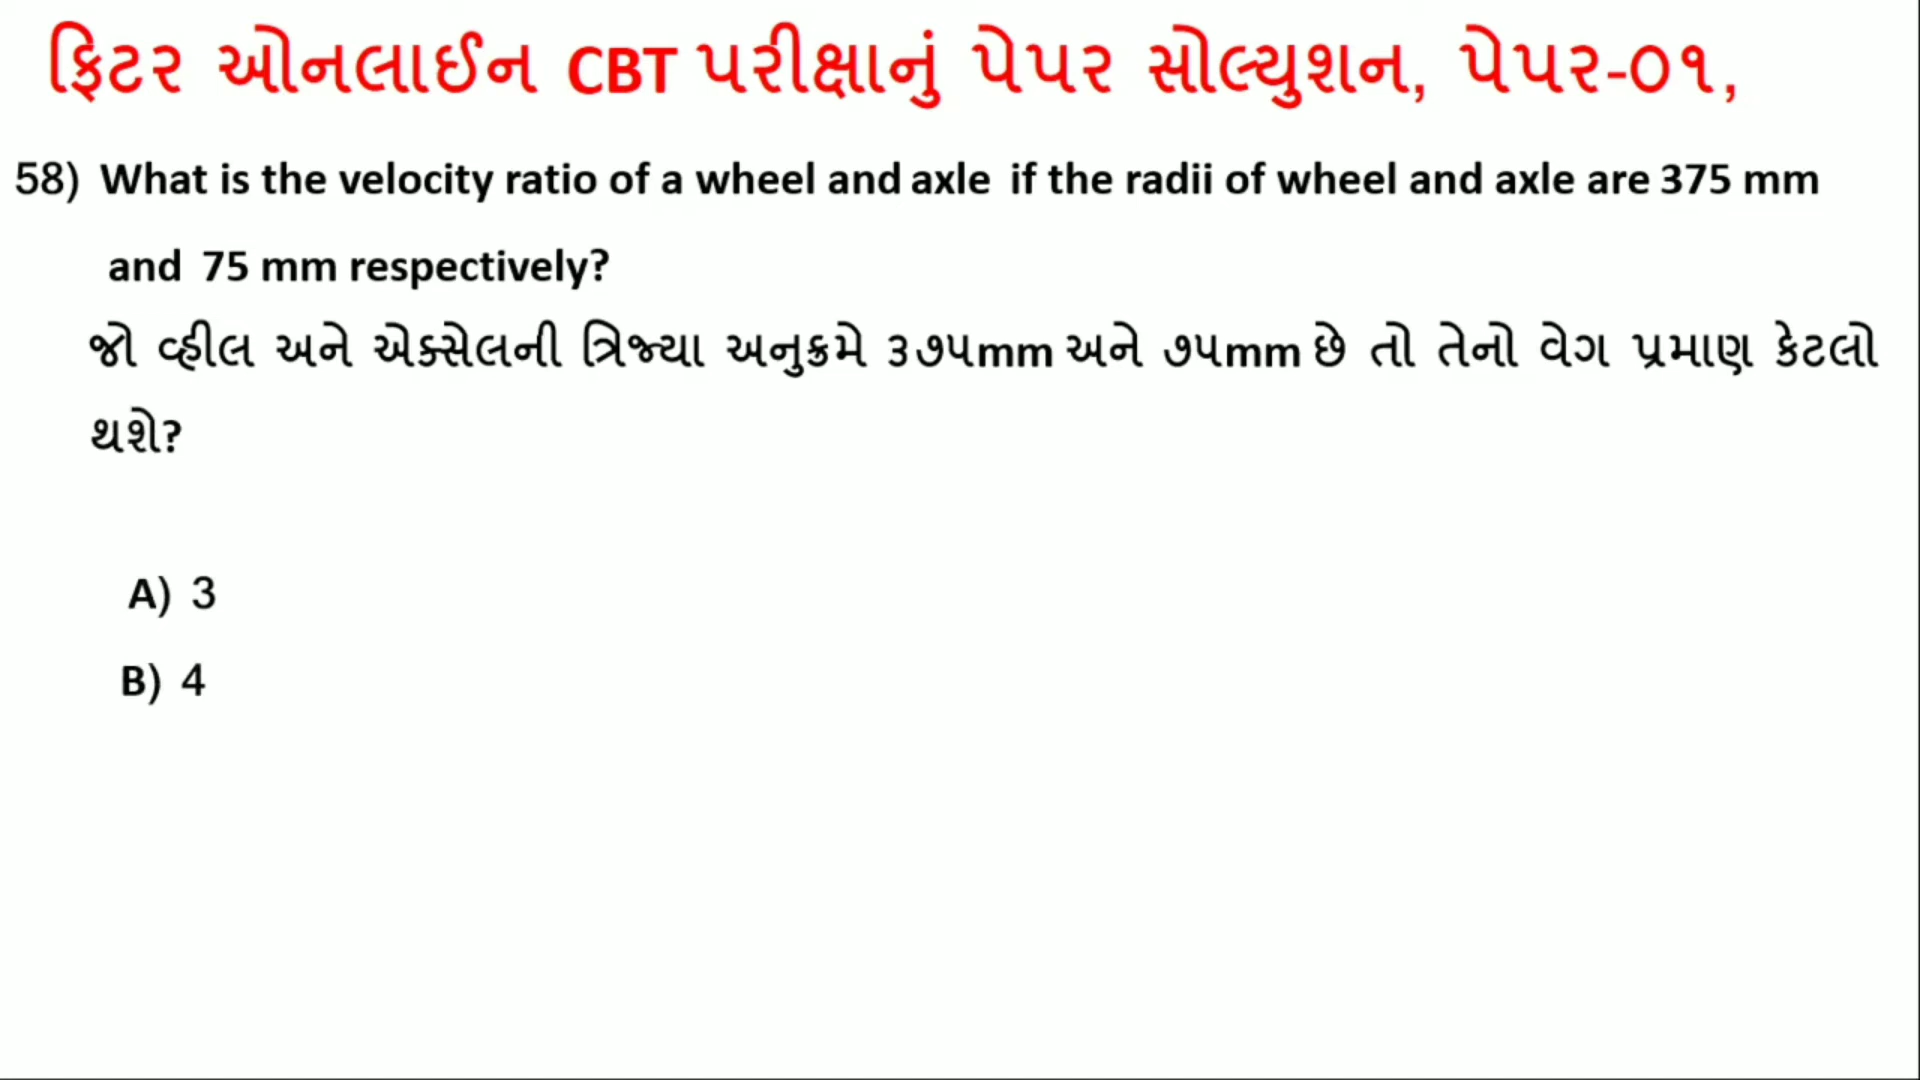 ફિટર ઓનલાઈન CBT પરીક્ષાનું પેપર સોલ્યુશન, પેપર-૦૧,
58) What is the velocity ratio of a wheel and axle if the radii of wheel and axle are 375 mm
and 75 mm respectively?
જો વ્હીલ અને એક્સેલની ત્રિજ્યા અનુક્રમે ૩૭૫mm અને ૭૫mm છે તો તેનો વેગ પ્રમાણ કેટલો
થશે?
A) 3
B) 4